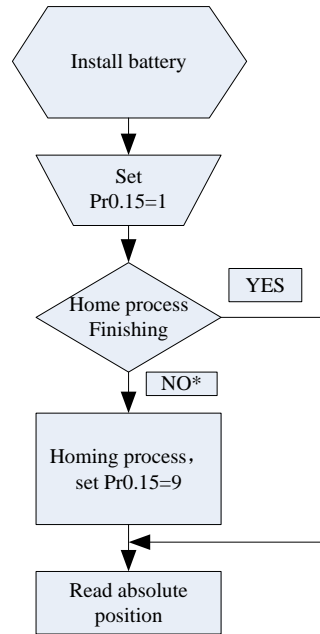 Install battery
Set
Pr0.15=1
Home process
Finishing
YES
NO*
Homing process，
set Pr0.15=9
Read absolute
position